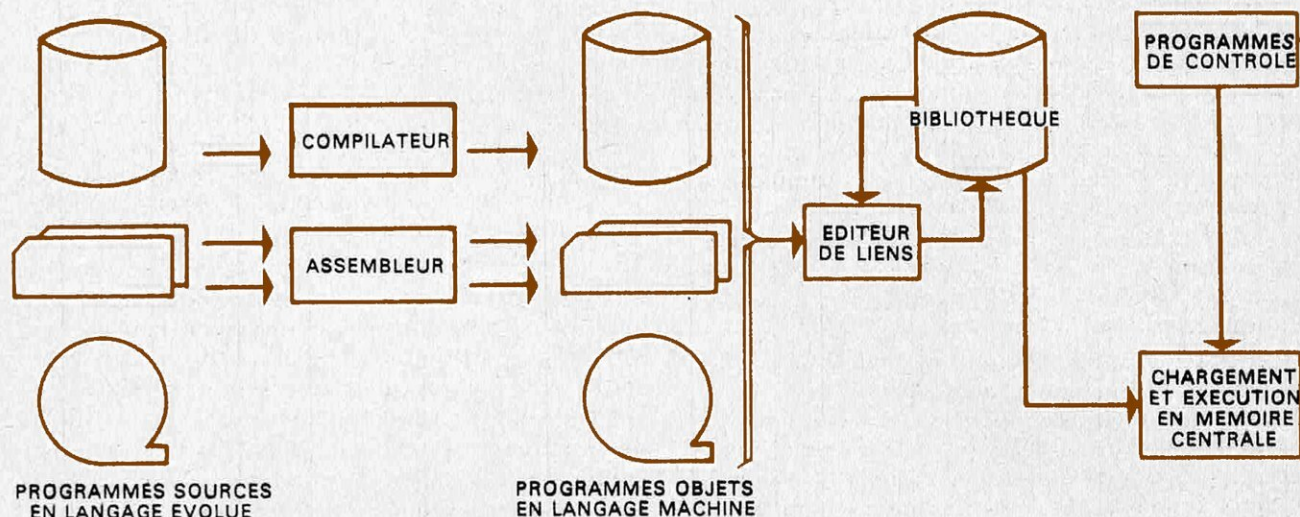 COMPILATEUR
ASSEMBLEUR
PROGRAMMES SOURCES
EN LANGAGE EVOLUE
PROGRAMMES OBJETS
EN LANGAGE MACHINE
EDITEUR
DE LIENS
BIBLIOTHEQUE
PROGRAMMES
DE CONTROLE
CHARGEMENT
ET EXECUTION
EN MEMOIRE
CENTRALE